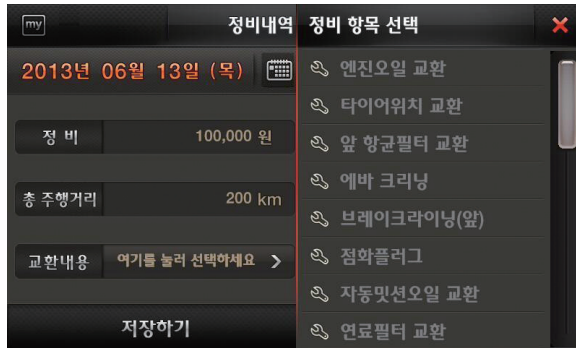 my
정비내역
2013년 06월 13일 (목)
정 비 100,000 원
총 주행거리 200 km
교환내용 여기를 눌러 선택하세요
저장하기
정비 항목 선택
엔진오일 교환
타이어위치 교환
앞 항균필터 교환
에바 크리닝
브레이크라이닝(앞)
점화플러그
자동밋션오일 교환
연료필터 교환